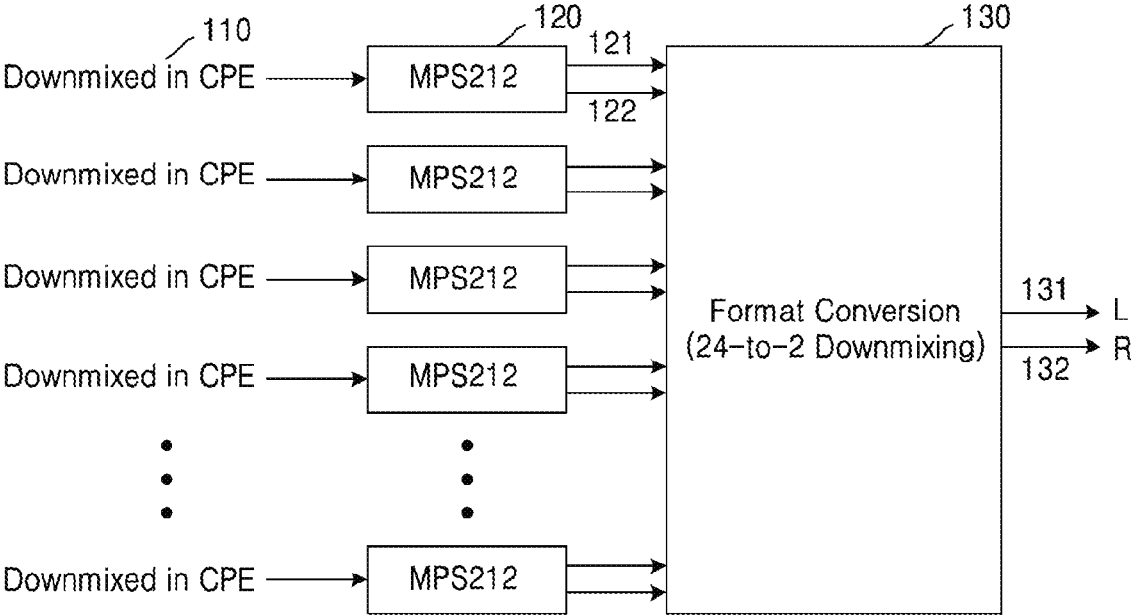 110
120
130
Downmixed in CPE
MPS212
121
122
Downmixed in CPE
MPS212
Downmixed in CPE
MPS212
Format Conversion
(24-to-2 Downmixing)
131
L
R
132
Downmixed in CPE
MPS212
Downmixed in CPE
MPS212